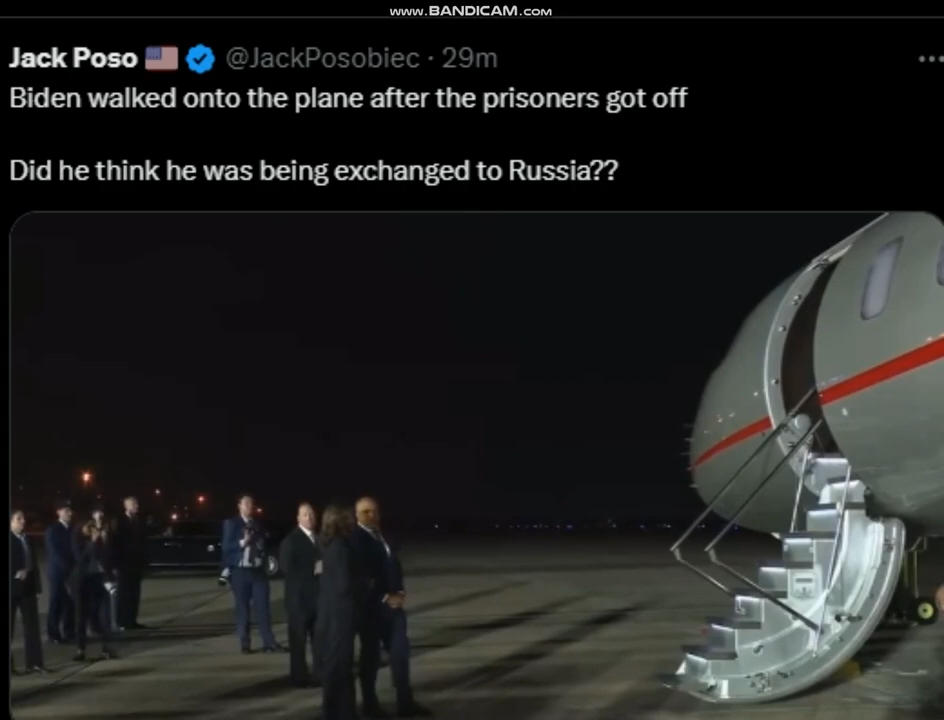 www.BANDICAM.com
Jack Poso 🇺🇸 @JackPosobiec · 29m
Biden walked onto the plane after the prisoners got off
Did he think he was being exchanged to Russia??